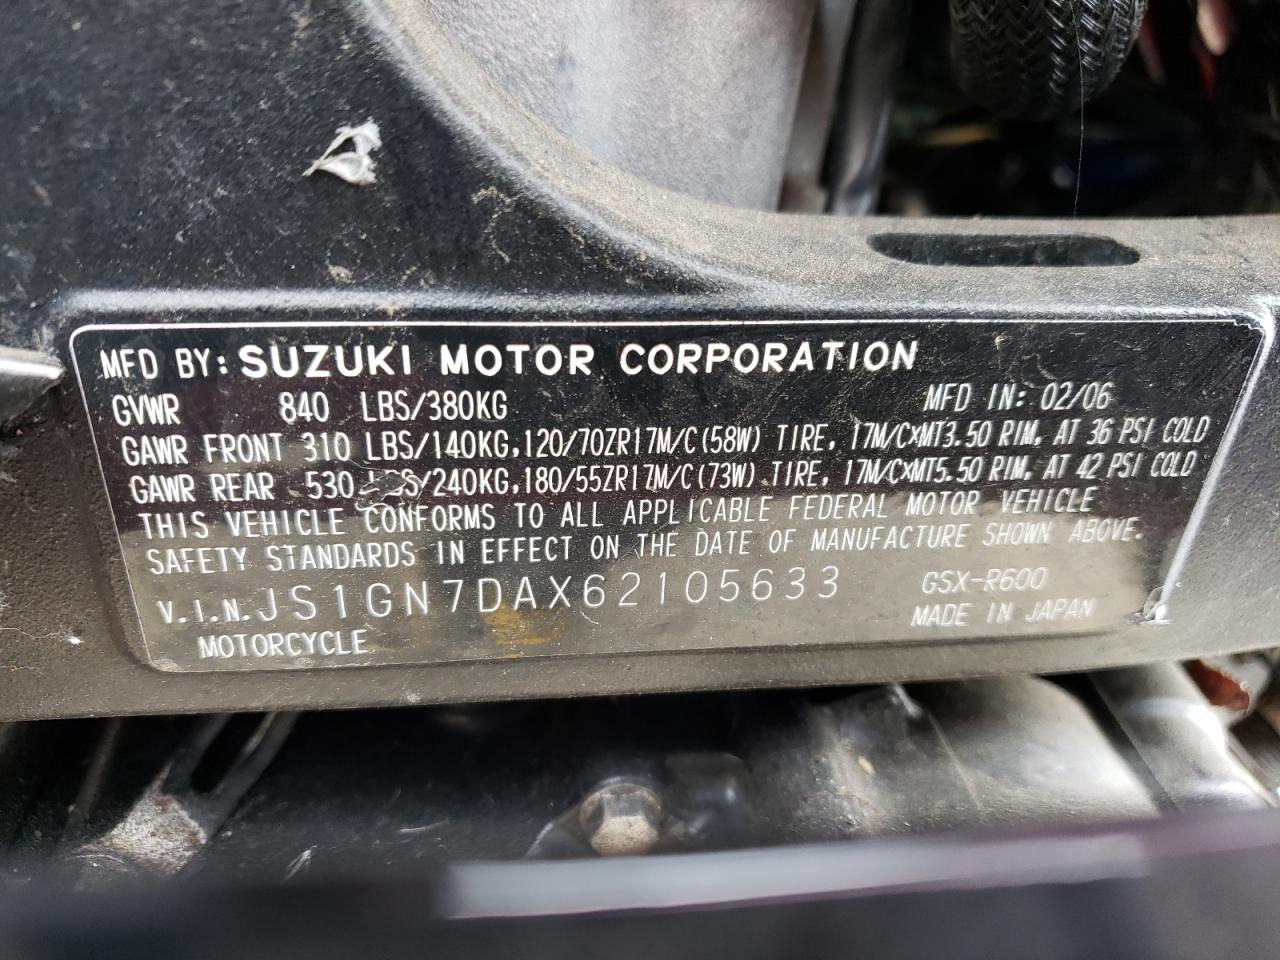 MFD BY: SUZUKI MOTOR CORPORATION
GVWR 840 LBS/380KG MFD IN: 02/06
GAWR FRONT 310 LBS/140KG,120/70ZR17M/C(58W) TIRE, 17M/C×MT3.50 RIM, AT 36 PSI COLD
GAWR REAR 530 LBS/240KG,180/55ZR17M/C(73W) TIRE, 17M/C×MT5.50 RIM, AT 42 PSI COLD
THIS VEHICLE CONFORMS TO ALL APPLICABLE FEDERAL MOTOR VEHICLE
SAFETY STANDARDS IN EFFECT ON THE DATE OF MANUFACTURE SHOWN ABOVE.
V.I.N. JS1GN7DAX62105633 GSX-R600
MADE IN JAPAN
MOTORCYCLE